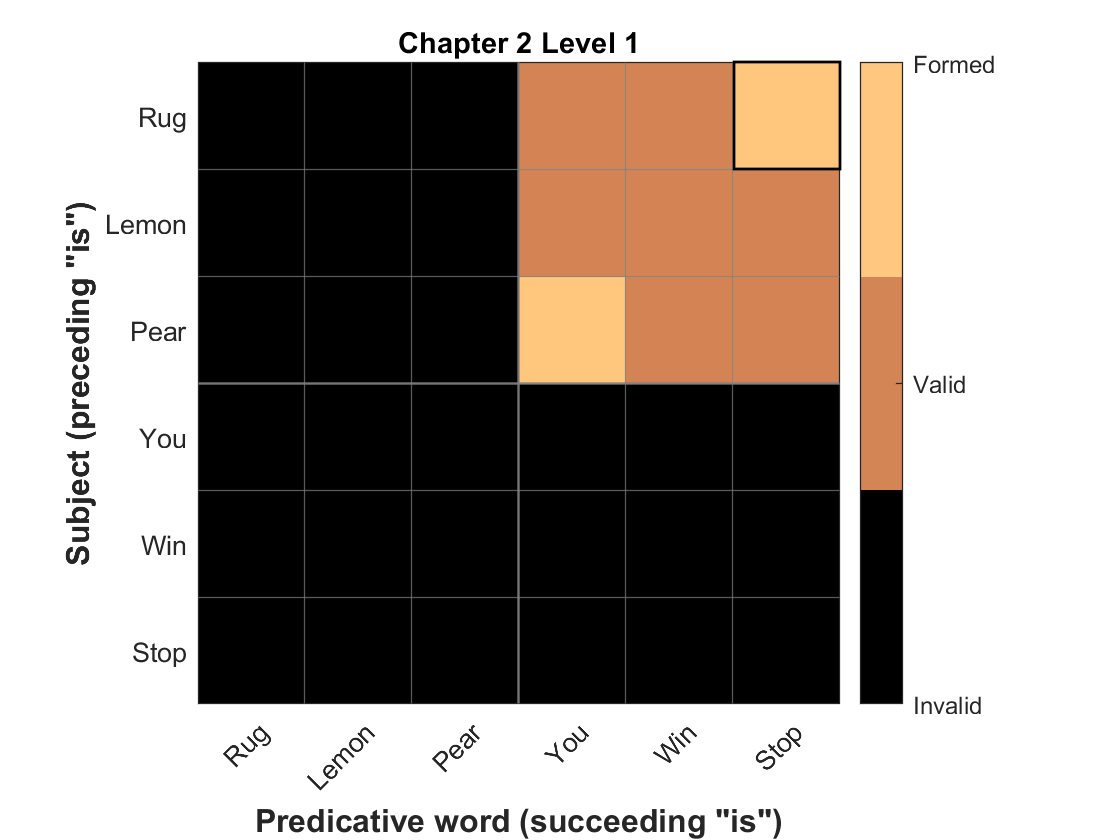 Chapter 2 Level 1
Subject (preceding "is")
Rug
Lemon
Pear
You
Win
Stop
Rug
Lemon
Pear
You
Win
Stop
Predicative word (succeeding "is")
Formed
Valid
Invalid